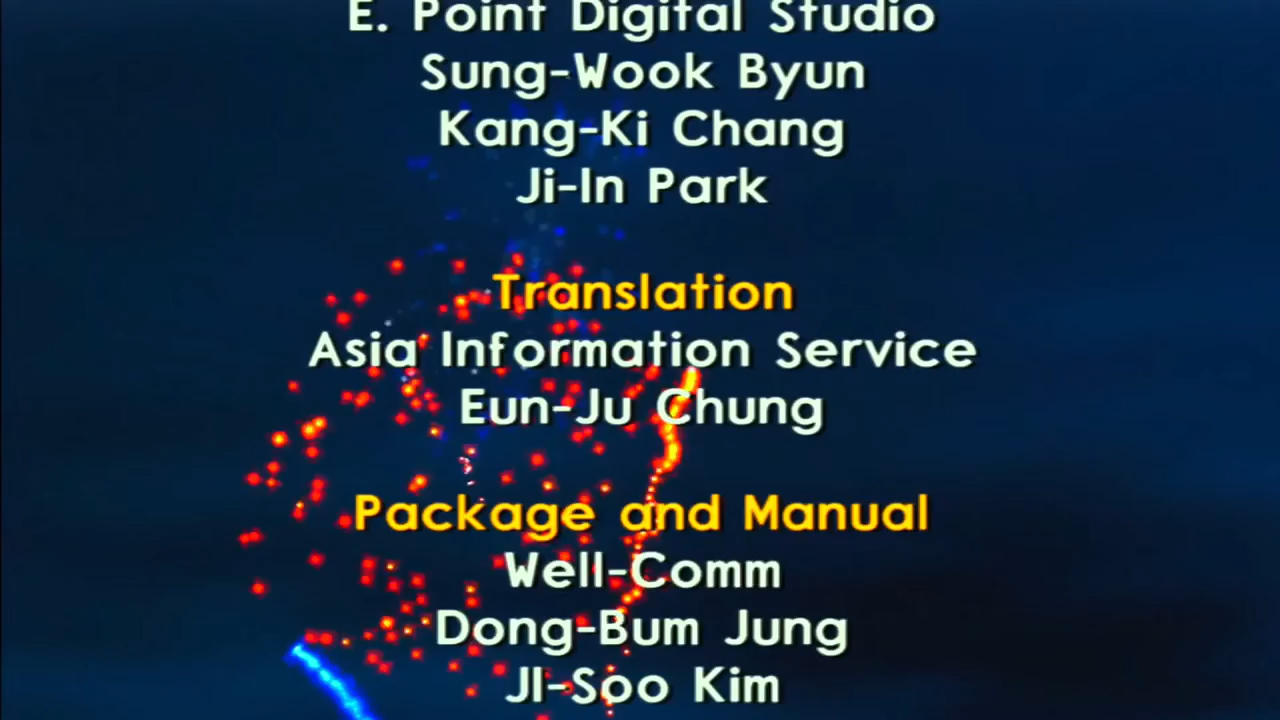 E. Point Digital Studio
Sung-Wook Byun
Kang-Ki Chang
Ji-In Park
Translation
Asia Information Service
Eun-Ju Chung
Package and Manual
Well-Comm
Dong-Bum Jung
JI-Soo Kim